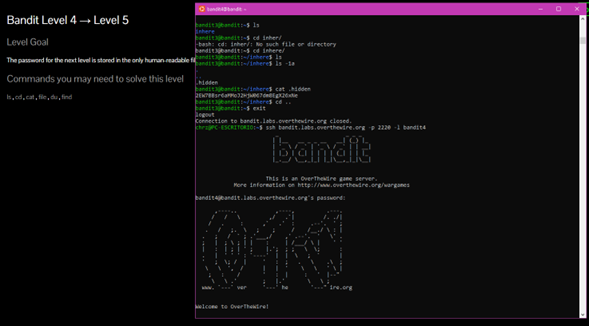 Bandit Level 4 → Level 5
Level Goal
The password for the next level is stored in the only human-readable fil
Commands you may need to solve this level
ls, cd, cat, file, du, find
bandit4@bandit: ~
bandit3@bandit:~$ ls
inhere
bandit3@bandit:~$ cd inher/
-bash: cd: inher/: No such file or directory
bandit3@bandit:~$ cd inhere/
bandit3@bandit:~/inhere$ ls
bandit3@bandit:~/inhere$ ls -1a
.
..
.hidden
bandit3@bandit:~/inhere$ cat .hidden
bandit3@bandit:~/inhere$ cd ..
bandit3@bandit:~$ exit
logout
Connection to bandit.labs.overthewire.org closed.
chri@PC-ESCRITORIO:~$ ssh bandit.labs.overthewire.org -p 2220 -l bandit4
This is an OverTheWire game server.
More information on http://www.overthewire.org/wargames
bandit4@bandit.labs.overthewire.org's password:
www. ver he ire.org
Welcome to OverTheWire!